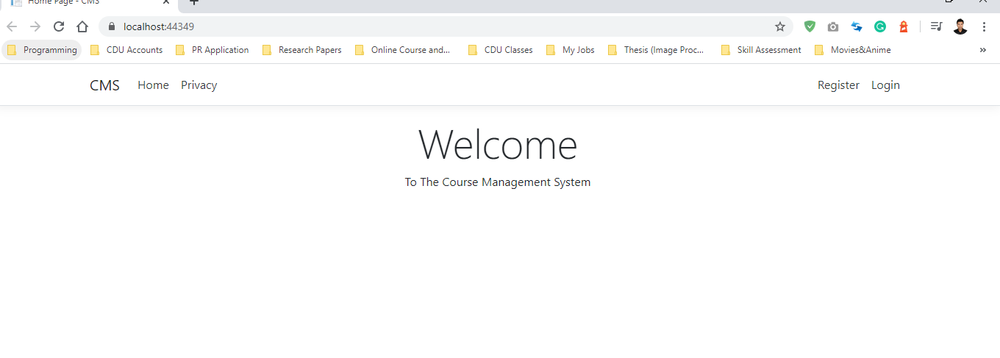 Home Page - CMS
localhost:44349
Programming CDU Accounts PR Application Research Papers Online Course and... CDU Classes My Jobs Thesis (Image Proc... Skill Assessment Movies&Anime »
CMS Home Privacy Register Login
Welcome
To The Course Management System